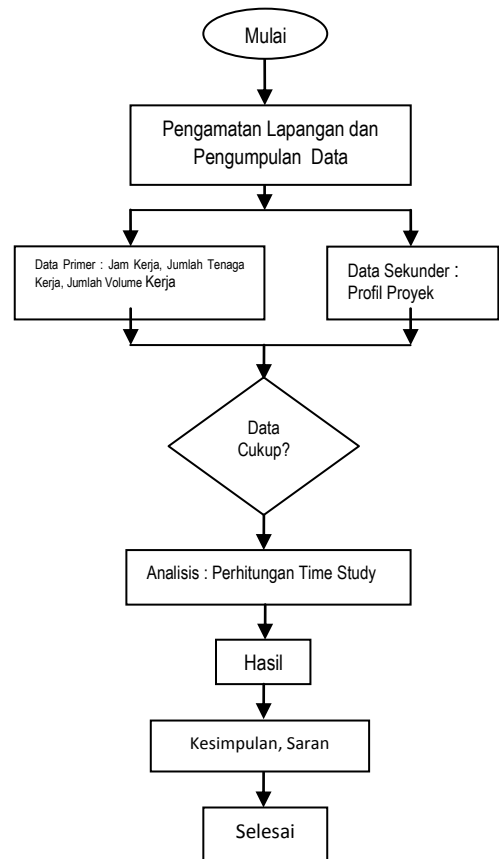 Mulai
Pengamatan Lapangan dan
Pengumpulan Data
Data Primer : Jam Kerja, Jumlah Tenaga
Kerja, Jumlah Volume Kerja
Data Sekunder :
Profil Proyek
Data
Cukup?
Analisis : Perhitungan Time Study
Hasil
Kesimpulan, Saran
Selesai